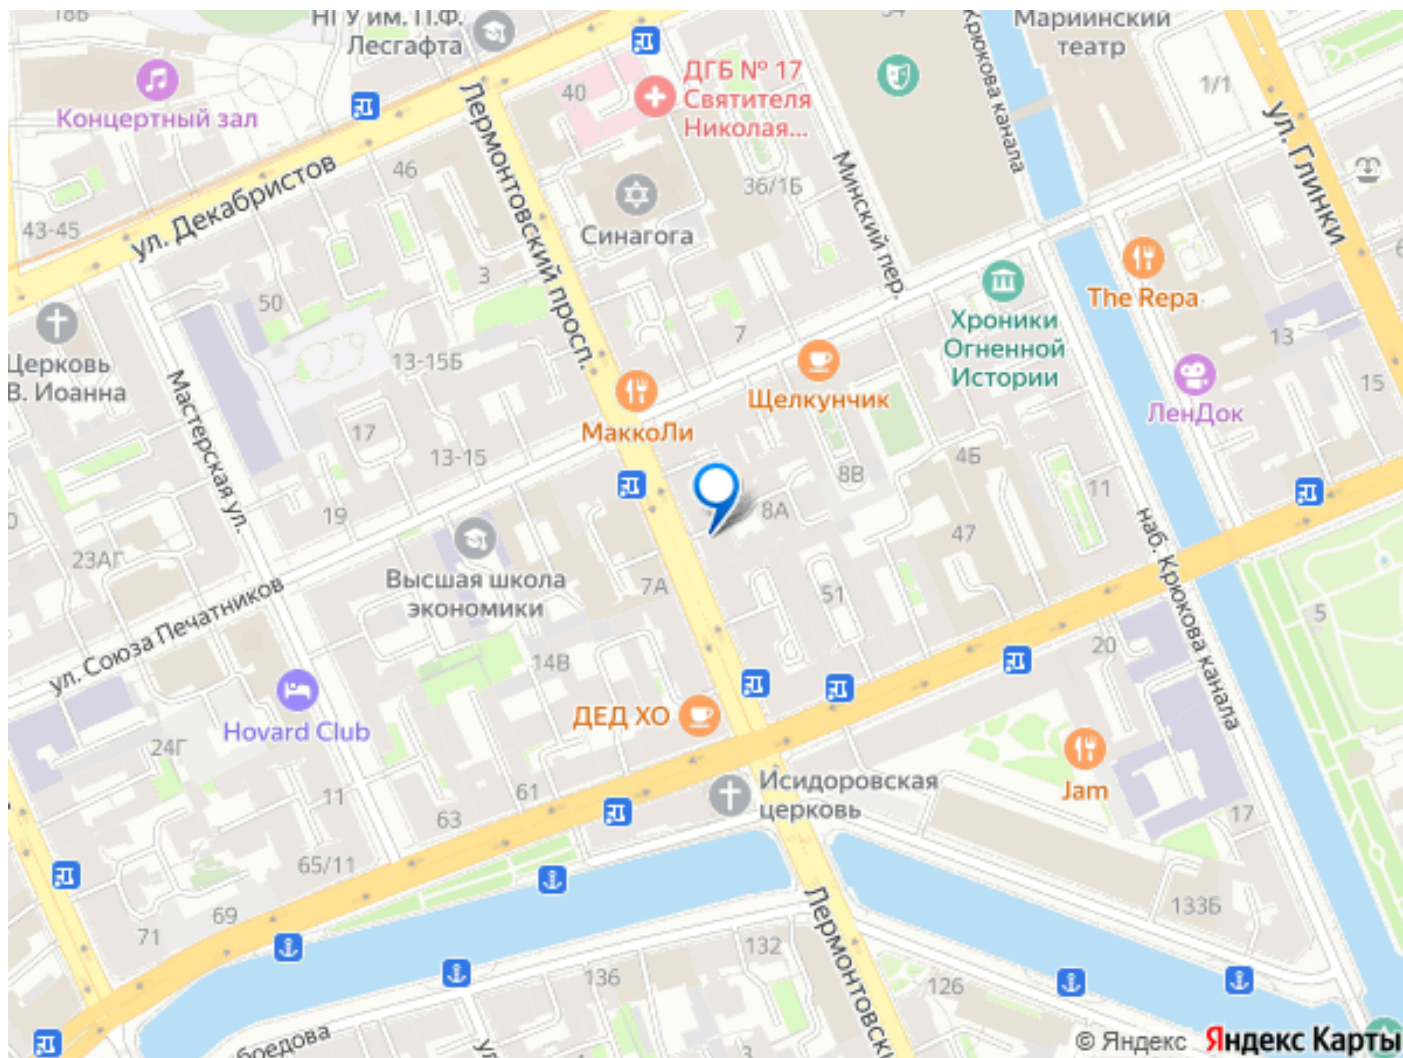 18Б
НГУ им. П.Ф.
Лесгафта
Концертный зал
ДГБ № 17
Святителя
Николая...
Крюкова канала
Мариинский
театр
1/1
ул. Глинки
40
46
Лермонтовский просп.
ул. Декабристов
43-45
Синагога
36/1Б
Минский пер.
3
50
The Repa
Хроники
Огненной
Истории
13
Церковь
В. Иоанна
13-15Б
7
Щелкунчик
МаккоЛи
ЛенДок
15
Мастерская ул.
17
13-15
19
8В
4Б
11
8А
47
наб. Крюкова канала
23АГ
Высшая школа
экономики
7А
51
5
ул. Союза Печатников
14В
20
Hovard Club
ДЕД ХО
24Г
Исидоровская
церковь
Jam
11
61
63
17
65/11
69
71
Лермонтовски
133Б
132
136
126
боедова
ул
© Яндекс Яндекс Карты